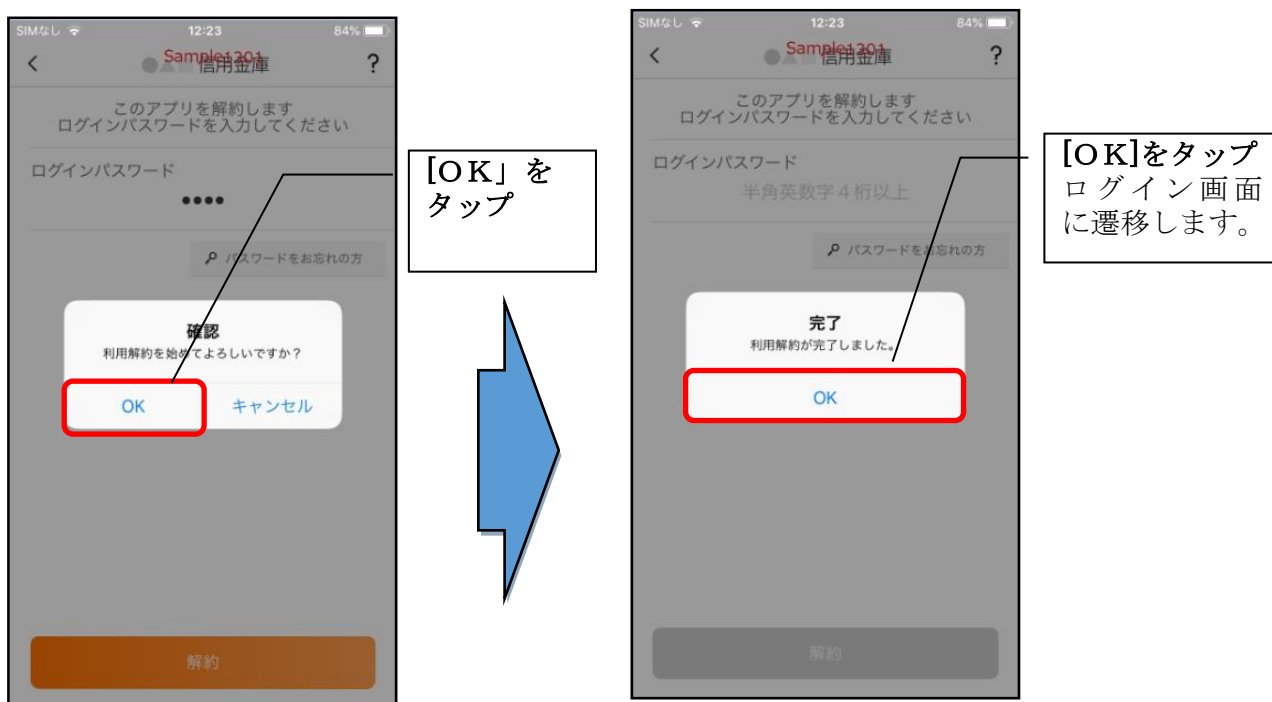 SIMなし 12:23 84%
Sample1201
信用金庫 ?
このアプリを解約します
ログインパスワードを入力してください
ログインパスワード
••••
パスワードをお忘れの方
確認
利用解約を始めてよろしいですか？
OK キャンセル
解約
[ＯＫ」を
タップ
SIMなし 12:23 84%
Sample1201
信用金庫 ?
このアプリを解約します
ログインパスワードを入力してください
ログインパスワード
半角英数字４桁以上
パスワードをお忘れの方
完了
利用解約が完了しました。
OK
解約
[ＯＫ]をタップ
ログイン画面
に遷移します。